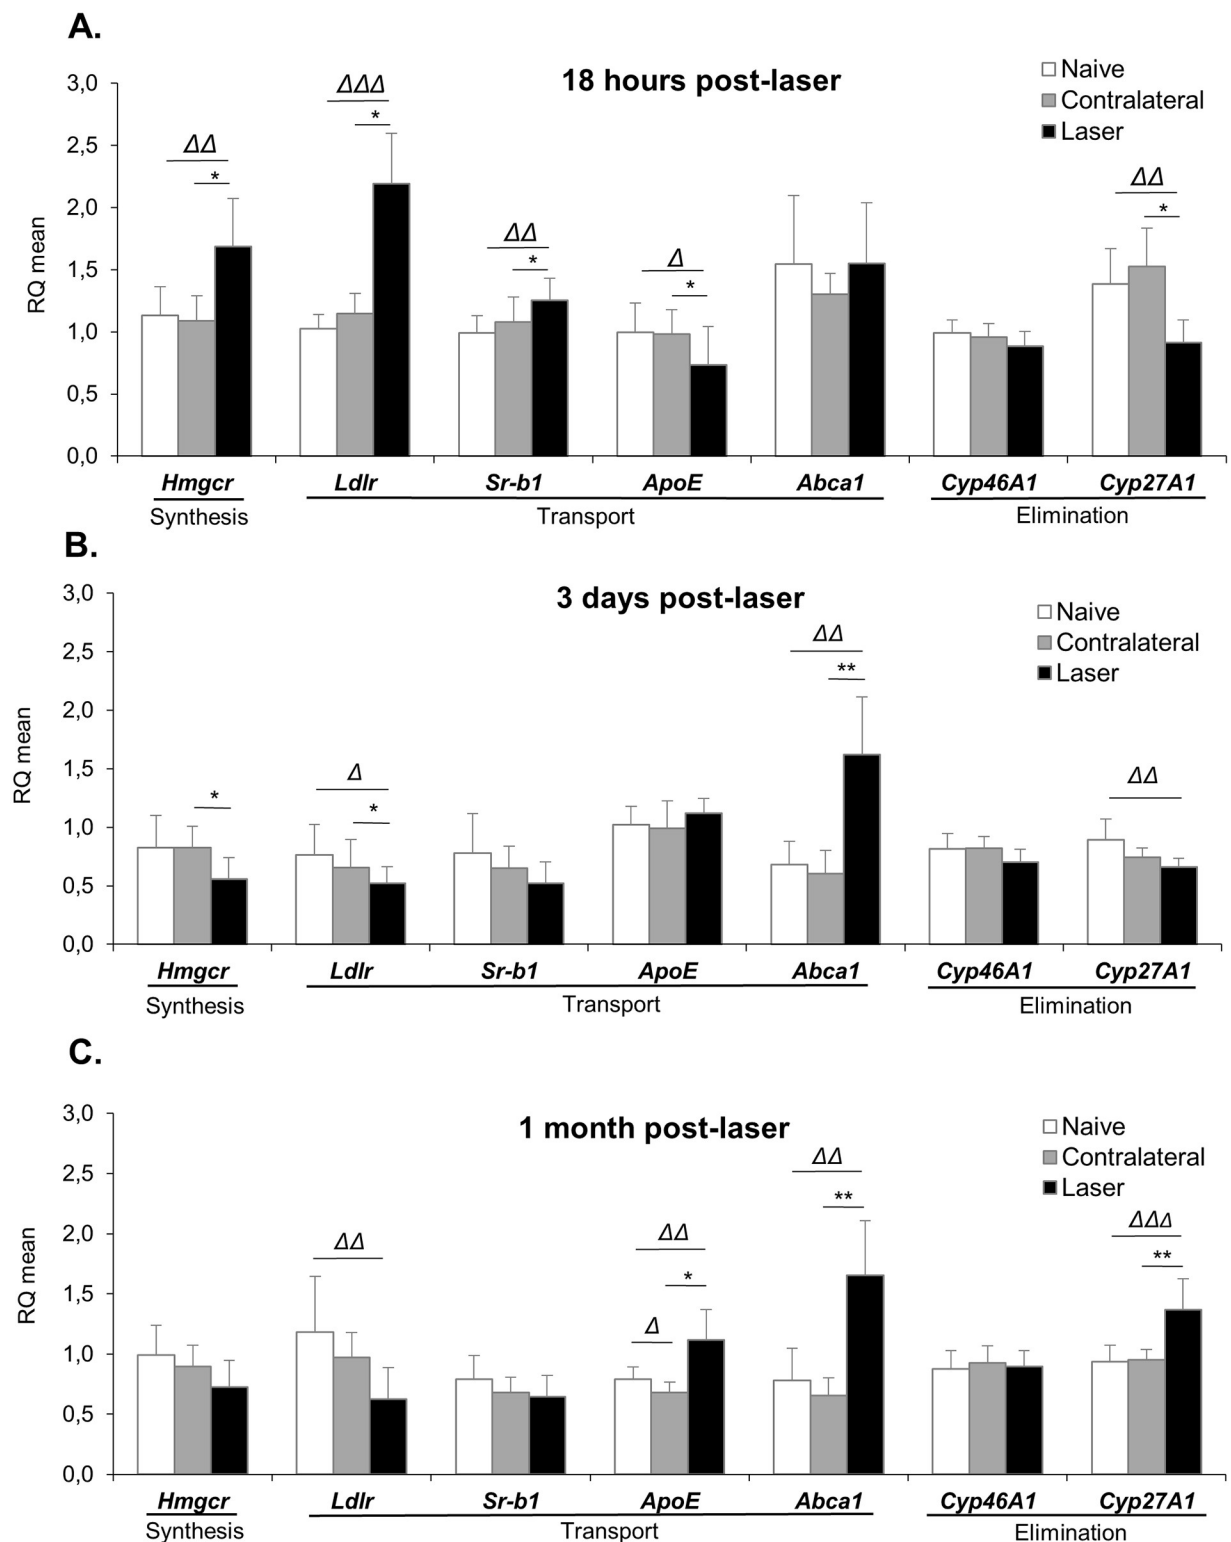 A.
18 hours post-laser
Naive
Contralateral
Laser
RQ mean
3,0
2,5
2,0
1,5
1,0
0,5
0,0
ΔΔ
*
ΔΔΔ
*
ΔΔ
*
Δ
*
ΔΔ
*
Hmgcr Ldlr Sr-b1 ApoE Abca1 Cyp46A1 Cyp27A1
Synthesis Transport Elimination
B.
3 days post-laser
Naive
Contralateral
Laser
RQ mean
3,0
2,5
2,0
1,5
1,0
0,5
0,0
*
Δ
*
ΔΔ
**
ΔΔ
Hmgcr Ldlr Sr-b1 ApoE Abca1 Cyp46A1 Cyp27A1
Synthesis Transport Elimination
C.
1 month post-laser
Naive
Contralateral
Laser
RQ mean
3,0
2,5
2,0
1,5
1,0
0,5
0,0
ΔΔ
ΔΔ
*
Δ
ΔΔ
**
ΔΔΔ
**
Hmgcr Ldlr Sr-b1 ApoE Abca1 Cyp46A1 Cyp27A1
Synthesis Transport Elimination